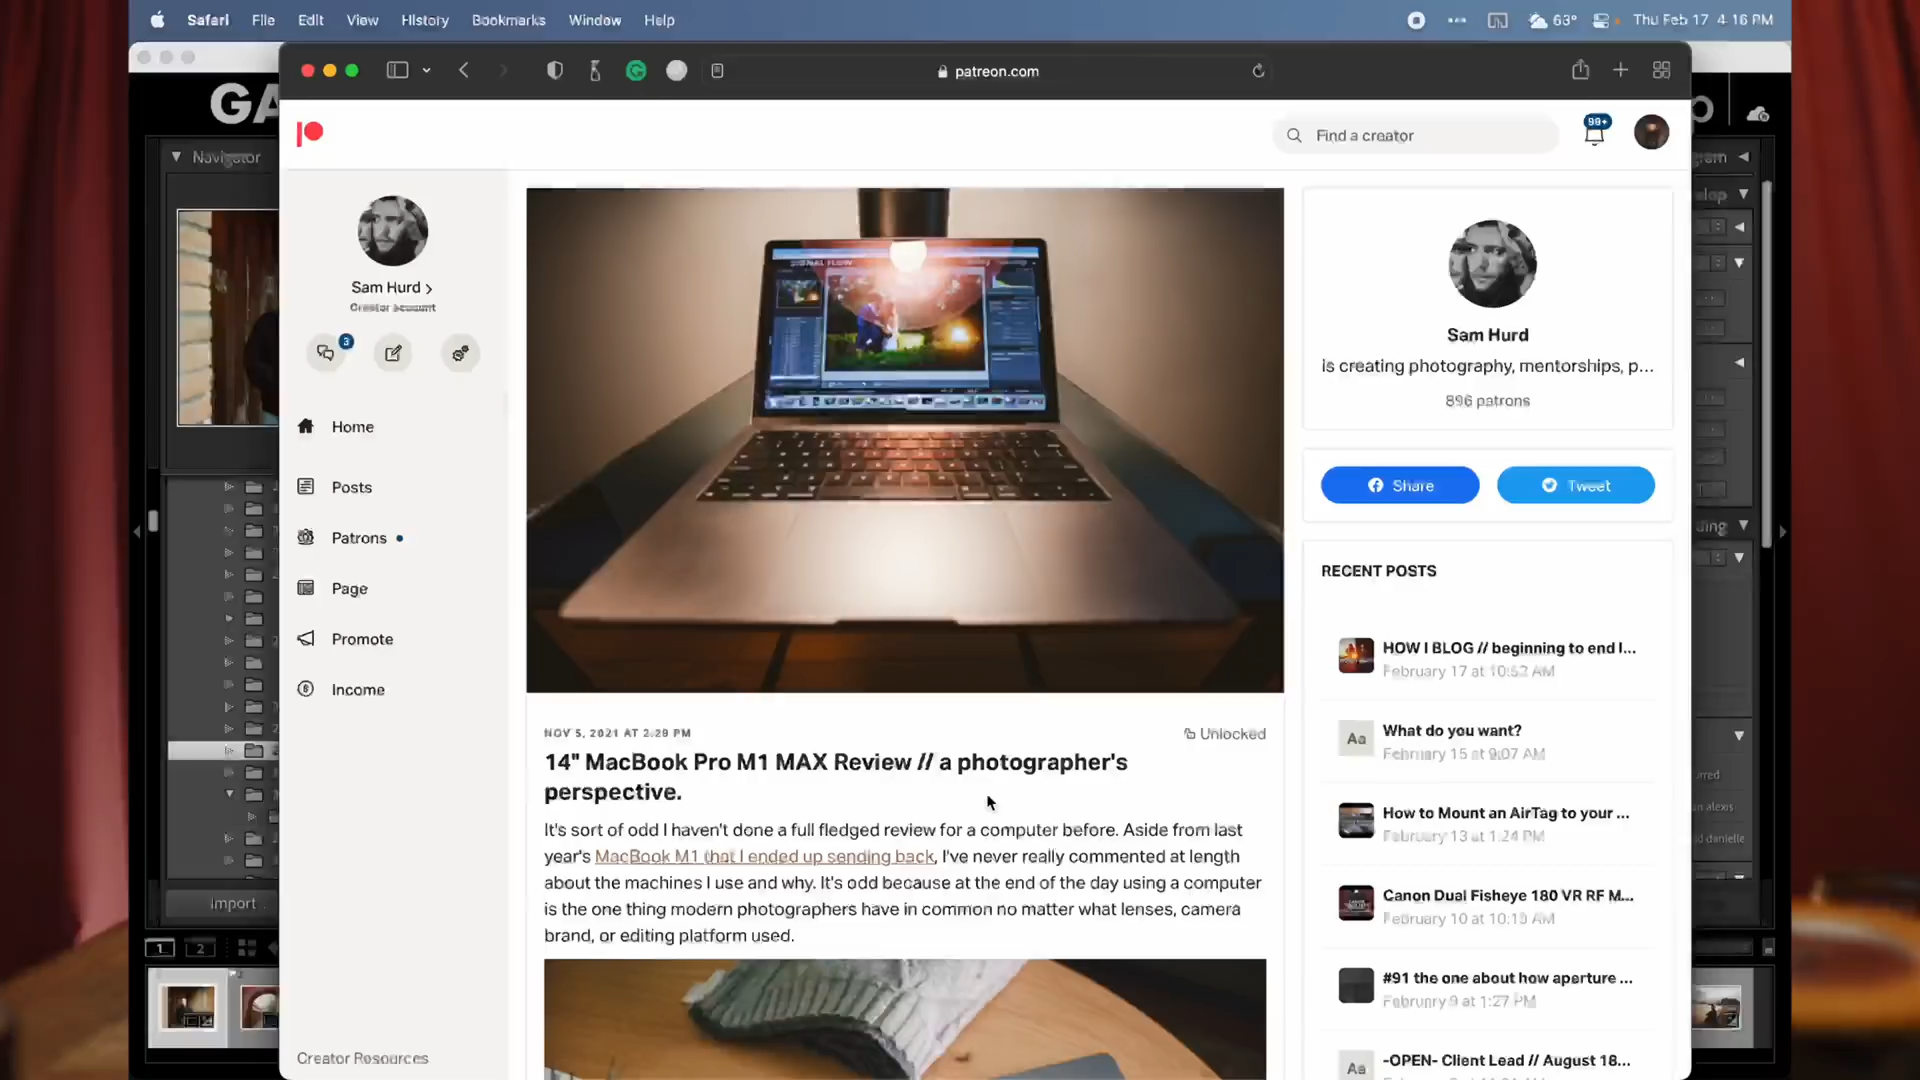 Safari File Edit View History Bookmarks Window Help
63° Thu Feb 17 4:16 PM
patreon.com
GA
Navigator
Find a creator
99+
Sam Hurd
Creator account
3
Home
Posts
Patrons
Page
Promote
Income
Creator Resources
Import
1 2
NOV 5, 2021 AT 2:29 PM
Unlocked
14" MacBook Pro M1 MAX Review // a photographer's
perspective.
It's sort of odd I haven't done a full fledged review for a computer before. Aside from last
year's MacBook M1 that I ended up sending back, I've never really commented at length
about the machines I use and why. It's odd because at the end of the day using a computer
is the one thing modern photographers have in common no matter what lenses, camera
brand, or editing platform used.
Sam Hurd
is creating photography, mentorships, p...
896 patrons
Share
Tweet
RECENT POSTS
HOW I BLOG // beginning to end l...
February 17 at 10:52 AM
Aa
What do you want?
February 15 at 9:07 AM
How to Mount an AirTag to your ...
February 13 at 1:24 PM
Canon Dual Fisheye 180 VR RF M...
February 10 at 10:15 AM
#91 the one about how aperture ...
February 9 at 1:27 PM
Aa
-OPEN- Client Lead // August 18...